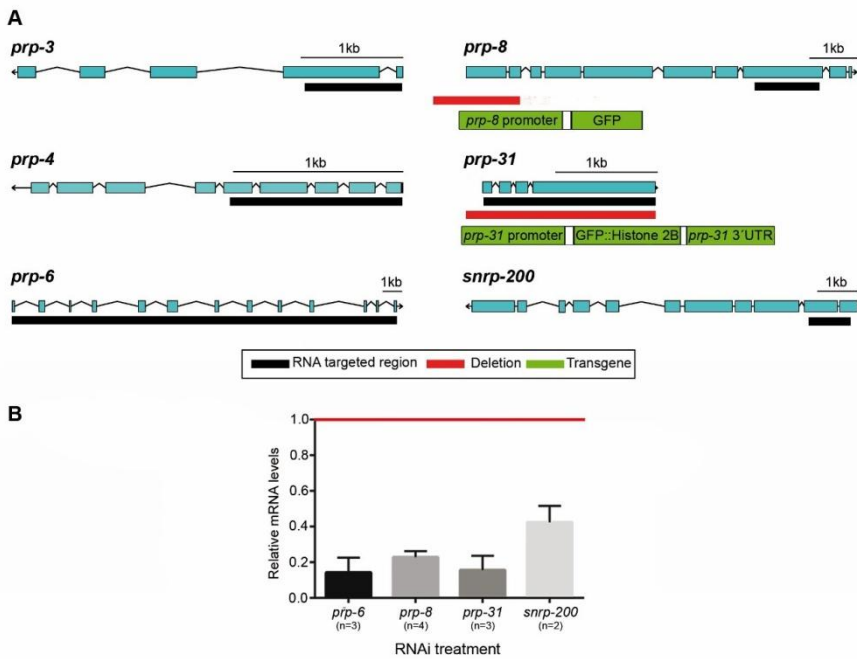 A
prp-3
1kb
prp-8
1kb
prp-8 promoter
GFP
prp-4
1kb
prp-31
1kb
prp-31 promoter
GFP::Histone 2B
prp-31 3´UTR
prp-6
1kb
snrp-200
1kb
RNA targeted region
Deletion
Transgene
B
Relative mRNA levels
1.0
0.8
0.6
0.4
0.2
0.0
prp-6
prp-8
prp-31
snrp-200
(n=3)
(n=4)
(n=3)
(n=2)
RNAi treatment